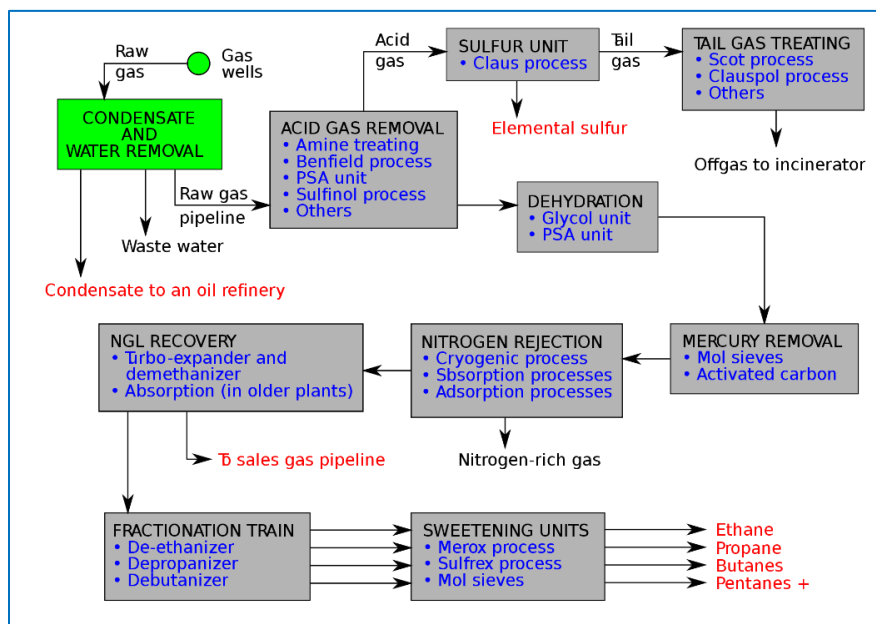 Raw
gas
Gas
wells
CONDENSATE
AND
WATER REMOVAL
Raw gas
pipeline
Waste water
Condensate to an oil refinery
ACID GAS REMOVAL
• Amine treating
• Benfield process
• PSA unit
• Sulfinol process
• Others
Acid
gas
SULFUR UNIT
• Claus process
Elemental sulfur
Tail
gas
TAIL GAS TREATING
• Scot process
• Clauspol process
• Others
Offgas to incinerator
DEHYDRATION
• Glycol unit
• PSA unit
MERCURY REMOVAL
• Mol sieves
• Activated carbon
NITROGEN REJECTION
• Cryogenic process
• Sbsorption processes
• Adsorption processes
Nitrogen-rich gas
NGL RECOVERY
• Turbo-expander and
demethanizer
• Absorption (in older plants)
To sales gas pipeline
FRACTIONATION TRAIN
• De-ethanizer
• Depropanizer
• Debutanizer
SWEETENING UNITS
• Merox process
• Sulfrex process
• Mol sieves
Ethane
Propane
Butanes
Pentanes +